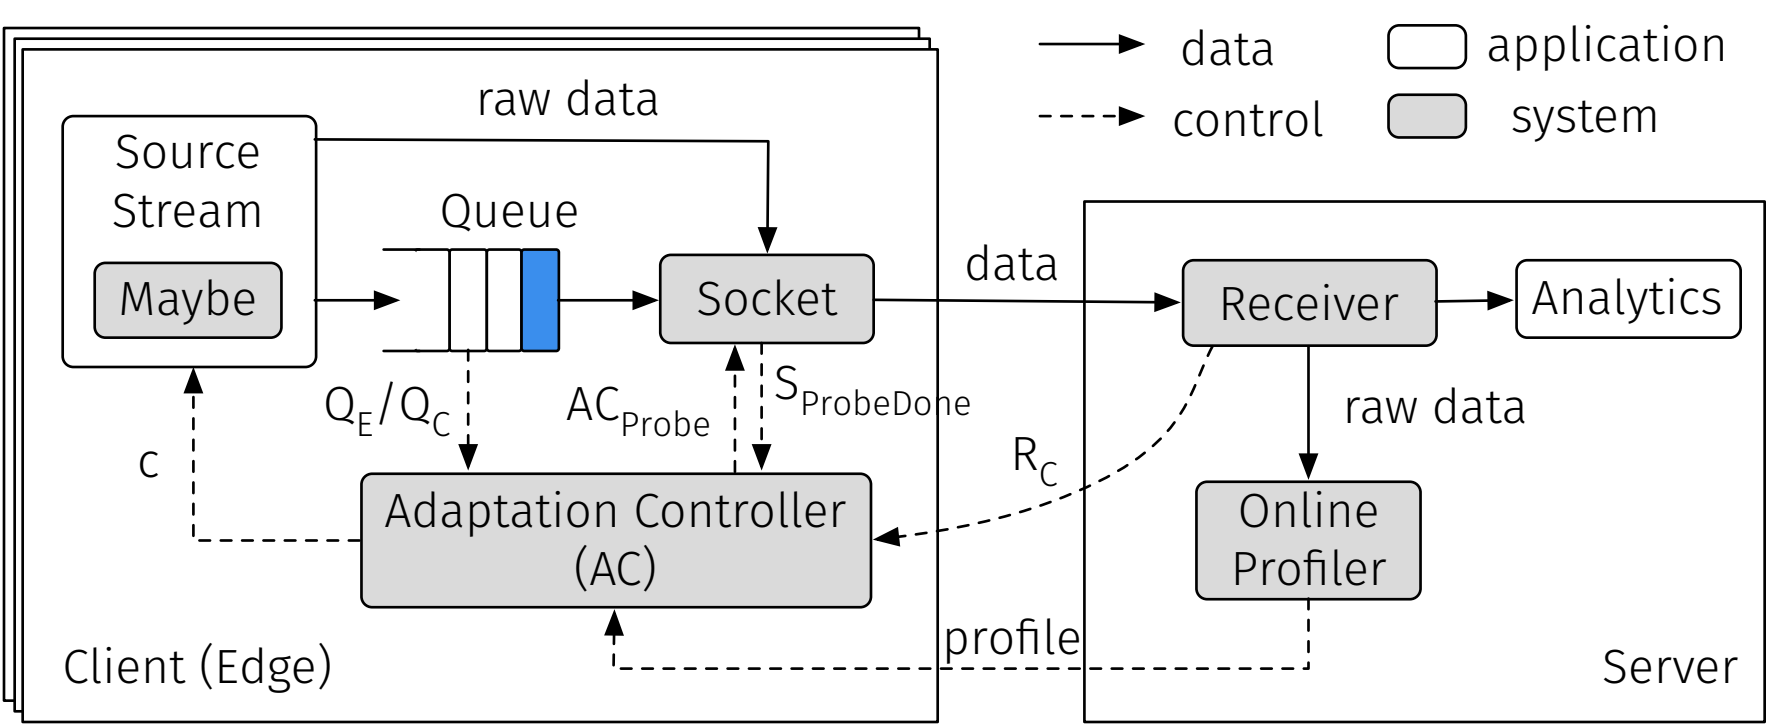 data
application
control
system
raw data
Source
Stream
Maybe
Queue
Socket
data
Receiver
Analytics
Q_E/Q_C
AC_Probe
S_ProbeDone
c
R_C
raw data
Adaptation Controller
(AC)
Online
Profiler
profile
Client (Edge)
Server